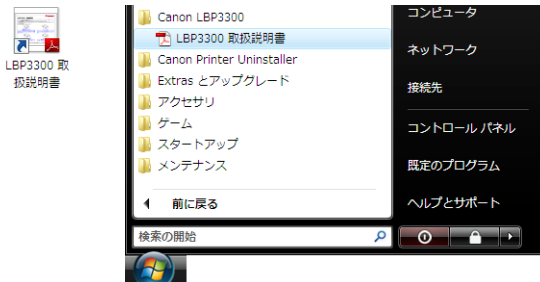 LBP3300 取
扱説明書
Canon LBP3300
LBP3300 取扱説明書
Canon Printer Uninstaller
Extras とアップグレード
アクセサリ
ゲーム
スタートアップ
メンテナンス
前に戻る
検索の開始
コンピュータ
ネットワーク
接続先
コントロール パネル
既定のプログラム
ヘルプとサポート